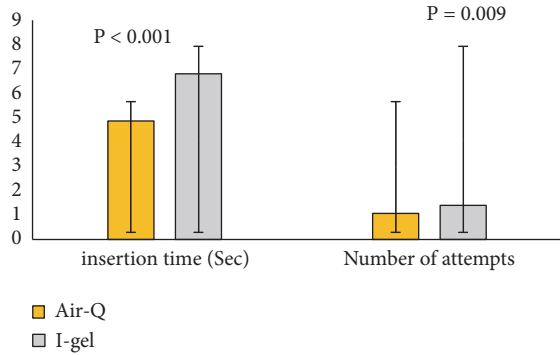 9
8
7
6
5
4
3
2
1
0
P < 0.001
P = 0.009
insertion time (Sec)
Number of attempts
Air-Q
I-gel